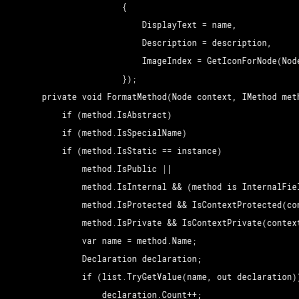 {
DisplayText = name,
Description = description,
ImageIndex = GetIconForNode(Node
});
private void FormatMethod(Node context, IMethod meth
if (method.IsAbstract)
if (method.IsSpecialName)
if (method.IsStatic == instance)
method.IsPublic ||
method.IsInternal && (method is InternalFiel
method.IsProtected && IsContextProtected(con
method.IsPrivate && IsContextPrivate(context
var name = method.Name;
Declaration declaration;
if (list.TryGetValue(name, out declaration))
declaration.Count++;